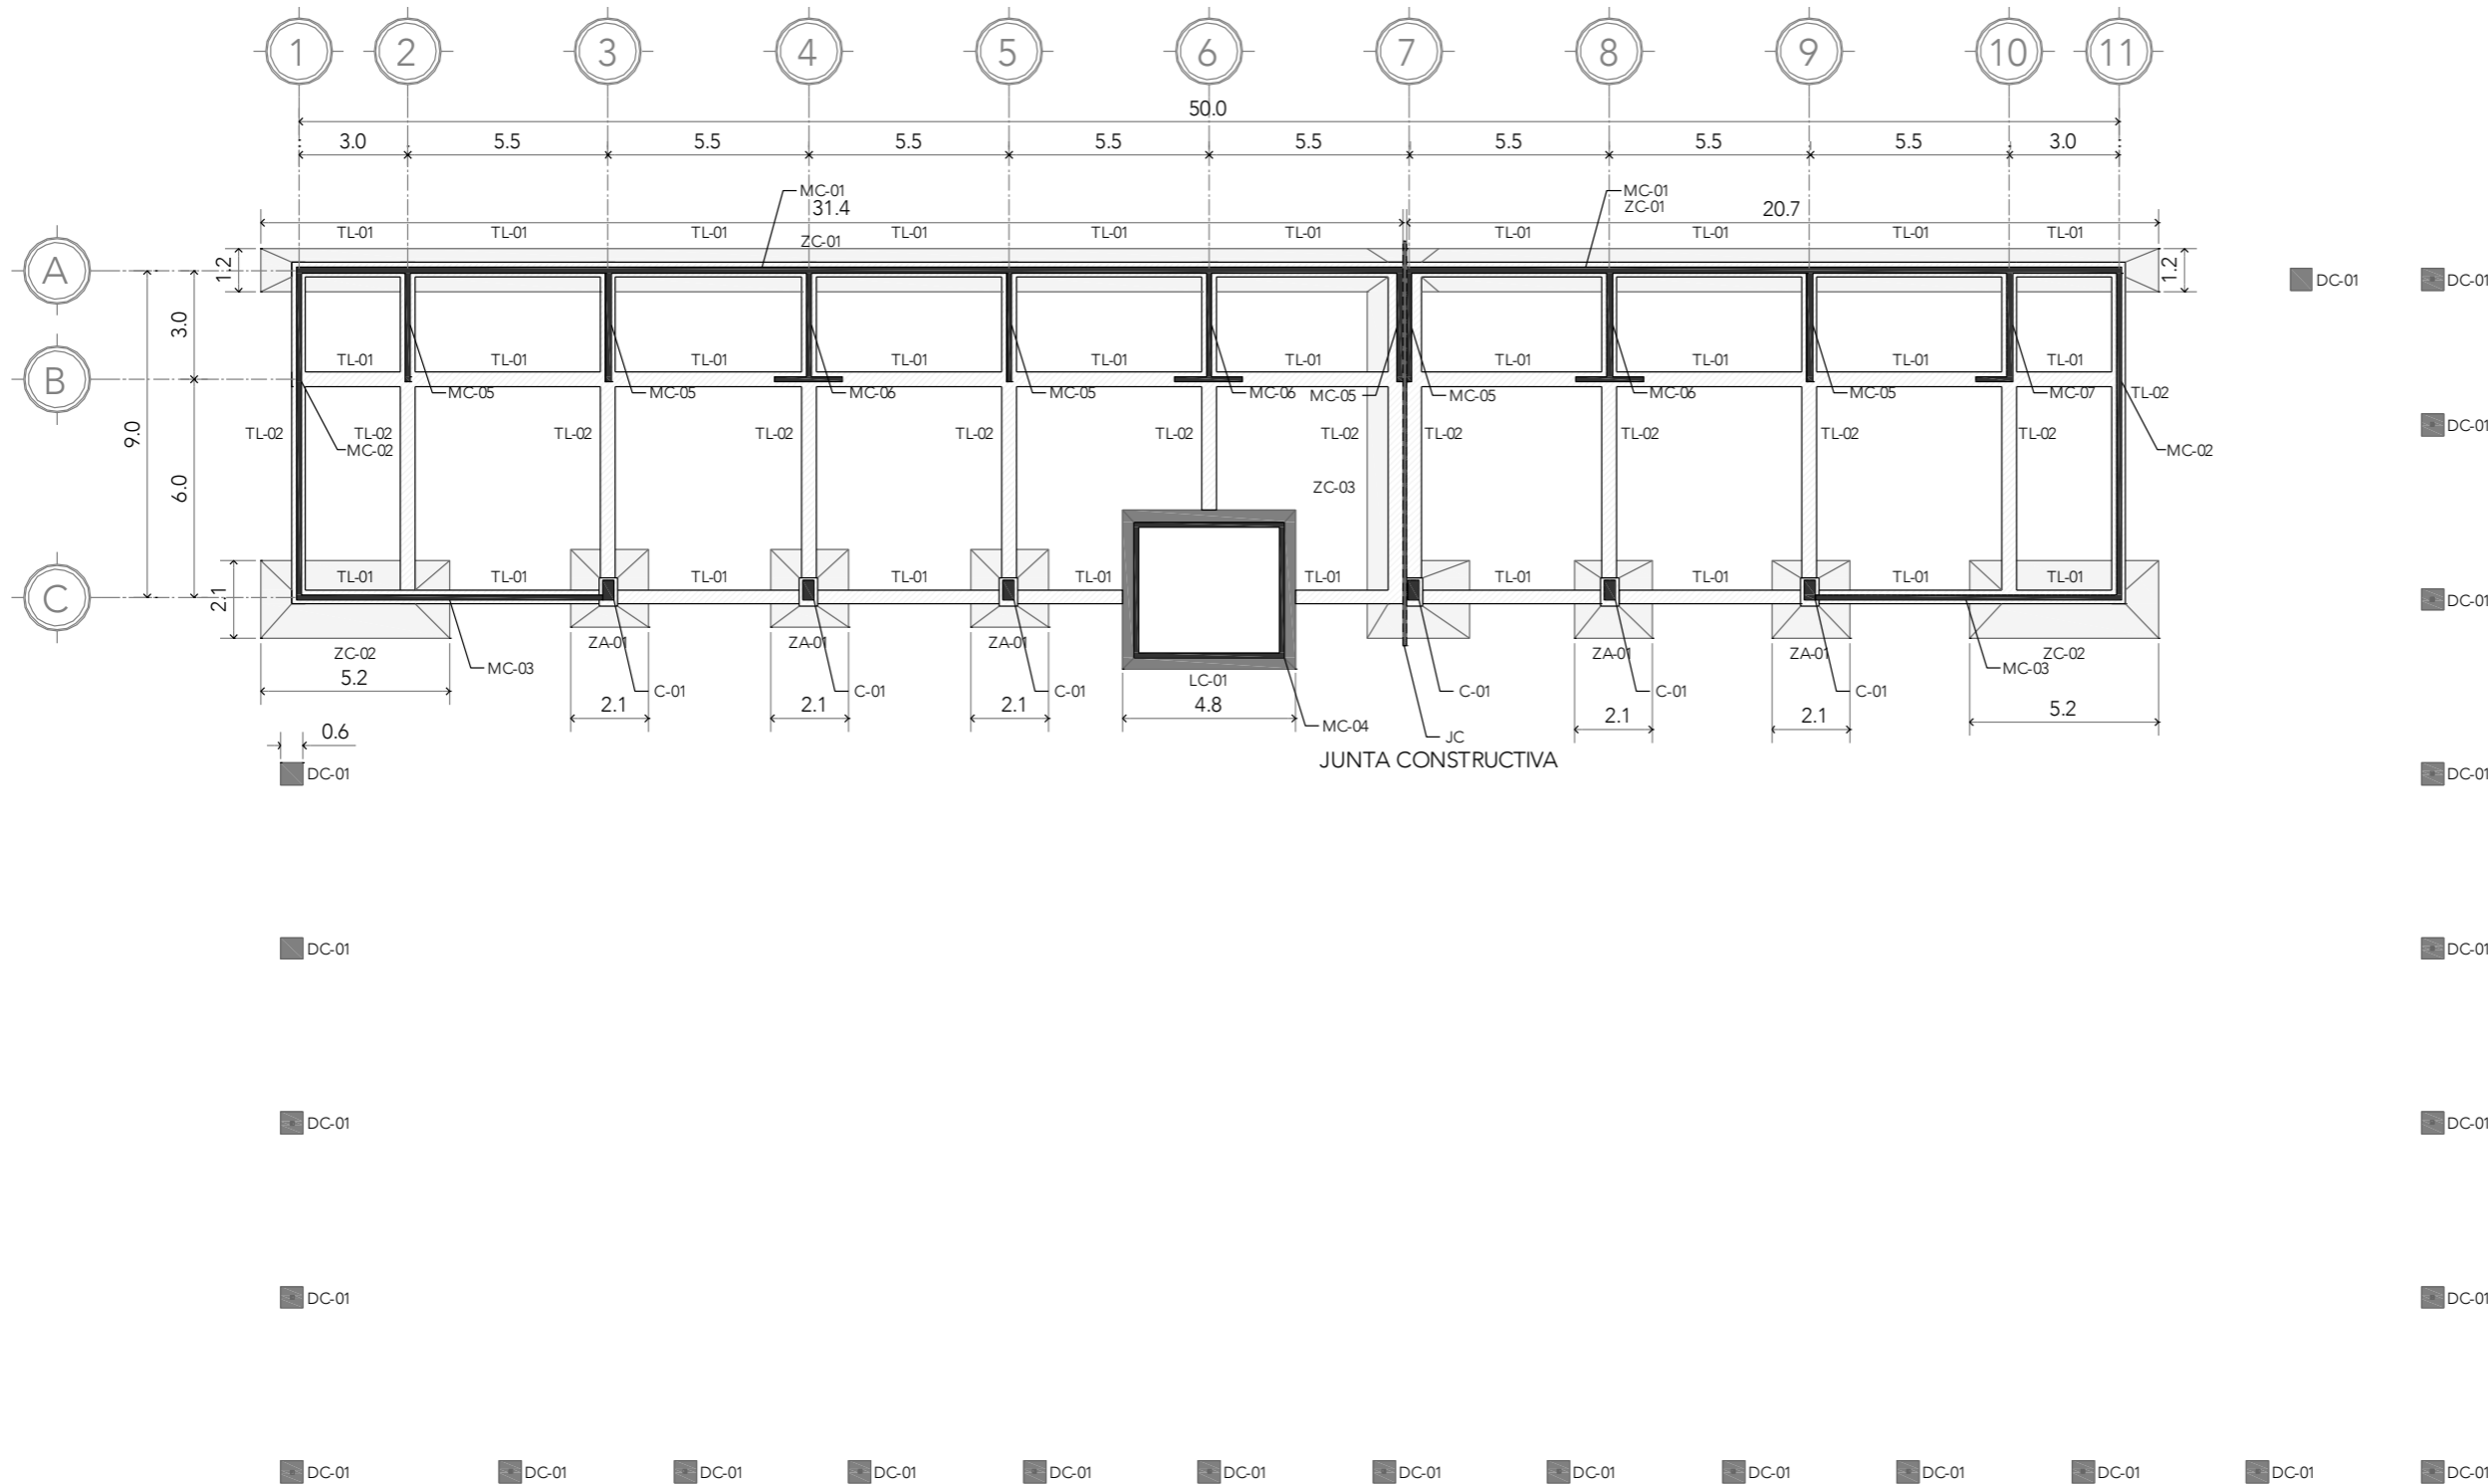 1 2 3 4 5 6 7 8 9 10 11
50.0
3.0 5.5 5.5 5.5 5.5 5.5 5.5 5.5 5.5 3.0
MC-01 MC-01
31.4 ZC-01 20.7
TL-01 TL-01 TL-01 TL-01 TL-01 TL-01 TL-01 TL-01 TL-01 TL-01
ZC-01
A 1.2 1.2 DC-01 DC-01
3.0
TL-01 TL-01 TL-01 TL-01 TL-01 TL-01 TL-01 TL-01 TL-01 TL-01
B
MC-05 MC-05 MC-06 MC-05 MC-06 MC-05 MC-05 MC-06 MC-05 MC-07 TL-02
9.0 TL-02 TL-02 TL-02 TL-02 TL-02 TL-02 TL-02 TL-02 TL-02 TL-02 TL-02 DC-01
MC-02 MC-02
6.0 ZC-03
TL-01 TL-01 TL-01 TL-01 TL-01 TL-01 TL-01 TL-01 TL-01 TL-01
C 2.1 DC-01
ZA-01 ZA-01 ZA-01
ZC-02 ZA-01 ZA-01 ZC-02
MC-03 MC-03
5.2 LC-01
C-01 C-01 C-01 C-01 C-01 C-01
2.1 2.1 2.1 4.8 2.1 2.1 5.2
0.6 MC-04 JC
JUNTA CONSTRUCTIVA
DC-01 DC-01
DC-01 DC-01
DC-01 DC-01
DC-01 DC-01
DC-01 DC-01 DC-01 DC-01 DC-01 DC-01 DC-01 DC-01 DC-01 DC-01 DC-01 DC-01 DC-01